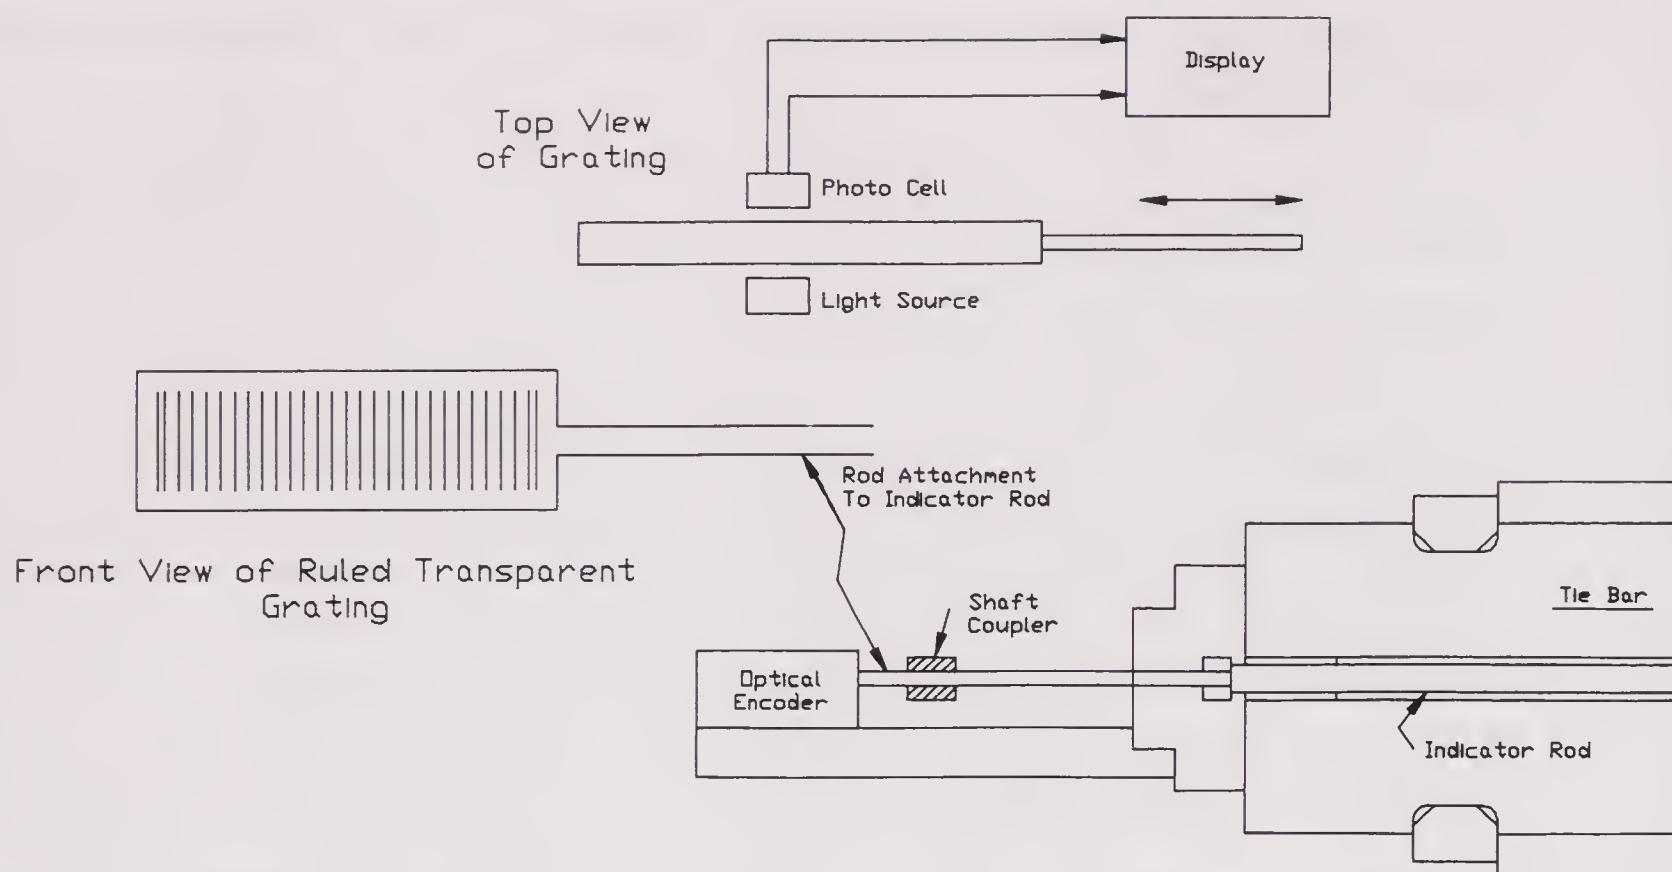 Display
Top View
of Grating
Photo Cell
Light Source
Rod Attachment
To Indicator Rod
Front View of Ruled Transparent
Grating
Shaft
Coupler
Tie Bar
Optical
Encoder
Indicator Rod